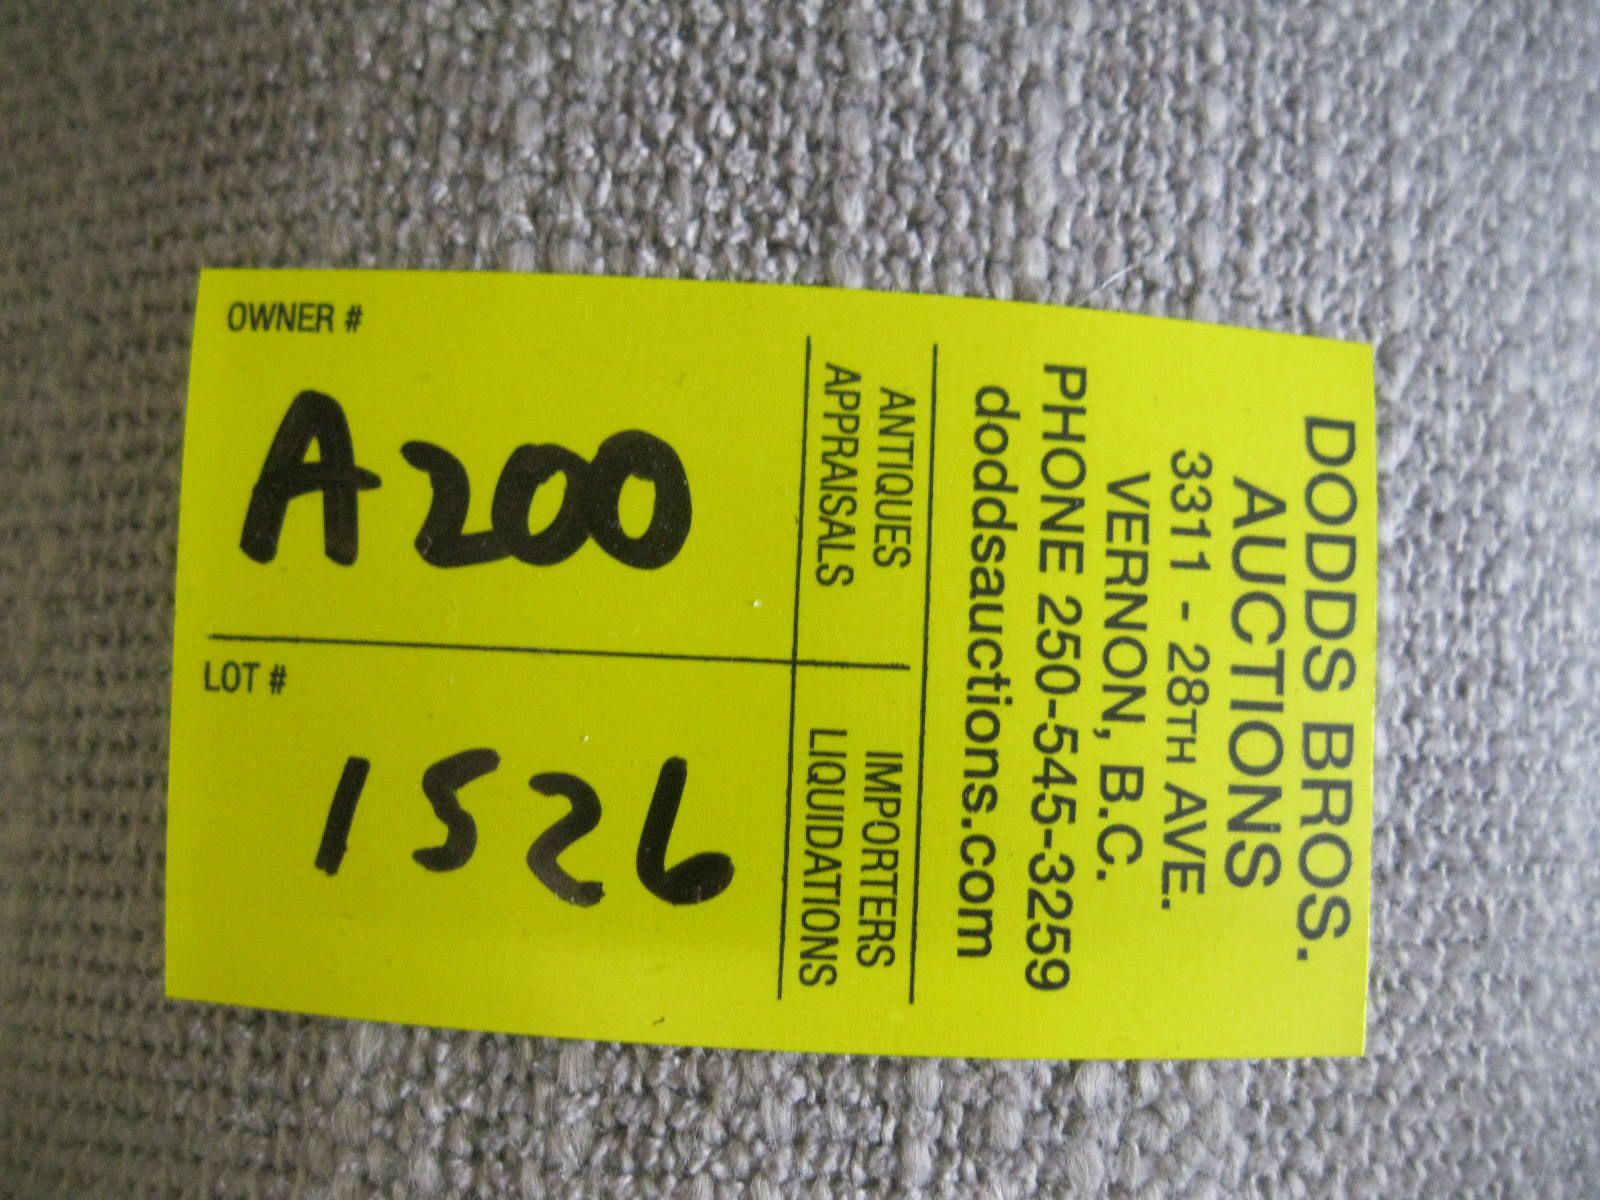 DODDS BROS.
AUCTIONS
3311 - 28TH AVE.
VERNON, B.C.
PHONE 250-545-3259
doddsauctions.com
ANTIQUES
APPRAISALS
IMPORTERS
LIQUIDATIONS
OWNER #
A200
LOT #
1526